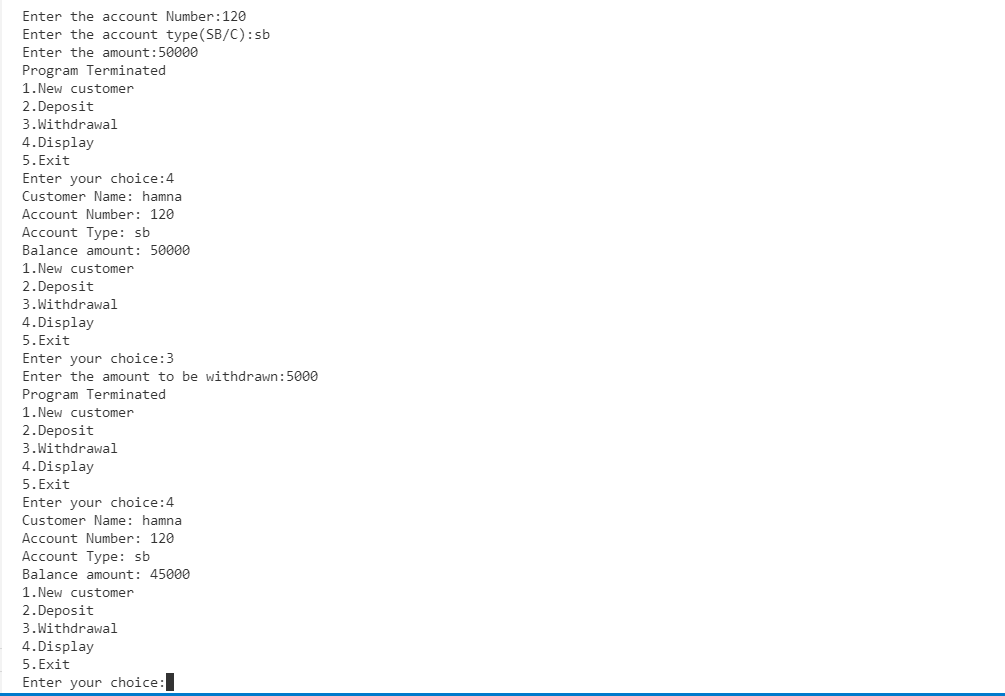 Enter the account Number:120
Enter the account type(SB/C):sb
Enter the amount:50000
Program Terminated
1.New customer
2.Deposit
3.Withdrawal
4.Display
5.Exit
Enter your choice:4
Customer Name: hamna
Account Number: 120
Account Type: sb
Balance amount: 50000
1.New customer
2.Deposit
3.Withdrawal
4.Display
5.Exit
Enter your choice:3
Enter the amount to be withdrawn:5000
Program Terminated
1.New customer
2.Deposit
3.Withdrawal
4.Display
5.Exit
Enter your choice:4
Customer Name: hamna
Account Number: 120
Account Type: sb
Balance amount: 45000
1.New customer
2.Deposit
3.Withdrawal
4.Display
5.Exit
Enter your choice: